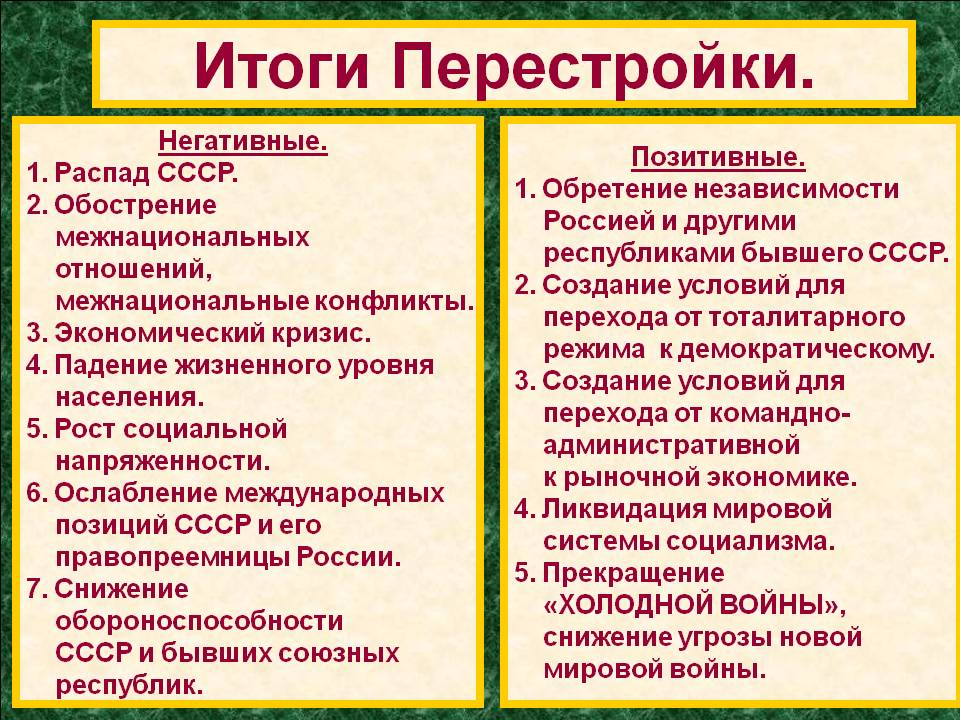 Итоги Перестройки.
Негативные.
1. Распад СССР.
2. Обострение
межнациональных
отношений,
межнациональные конфликты.
3. Экономический кризис.
4. Падение жизненного уровня
населения.
5. Рост социальной
напряженности.
6. Ослабление международных
позиций СССР и его
правопреемницы России.
7. Снижение
обороноспособности
СССР и бывших союзных
республик.
Позитивные.
1. Обретение независимости
Россией и другими
республиками бывшего СССР.
2. Создание условий для
перехода от тоталитарного
режима к демократическому.
3. Создание условий для
перехода от командно-
административной
к рыночной экономике.
4. Ликвидация мировой
системы социализма.
5. Прекращение
«ХОЛОДНОЙ ВОЙНЫ»,
снижение угрозы новой
мировой войны.